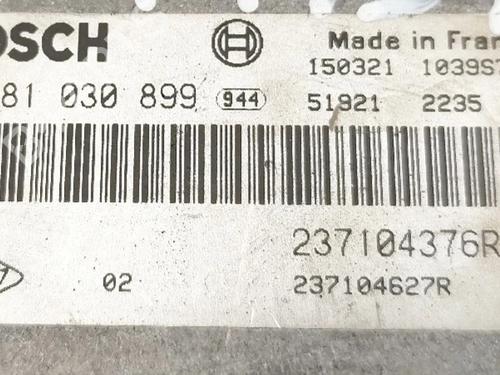 OSCH Made in Fran
150321 1039S
81 030 899 944 51921 2235
237104376R
02 237104627R